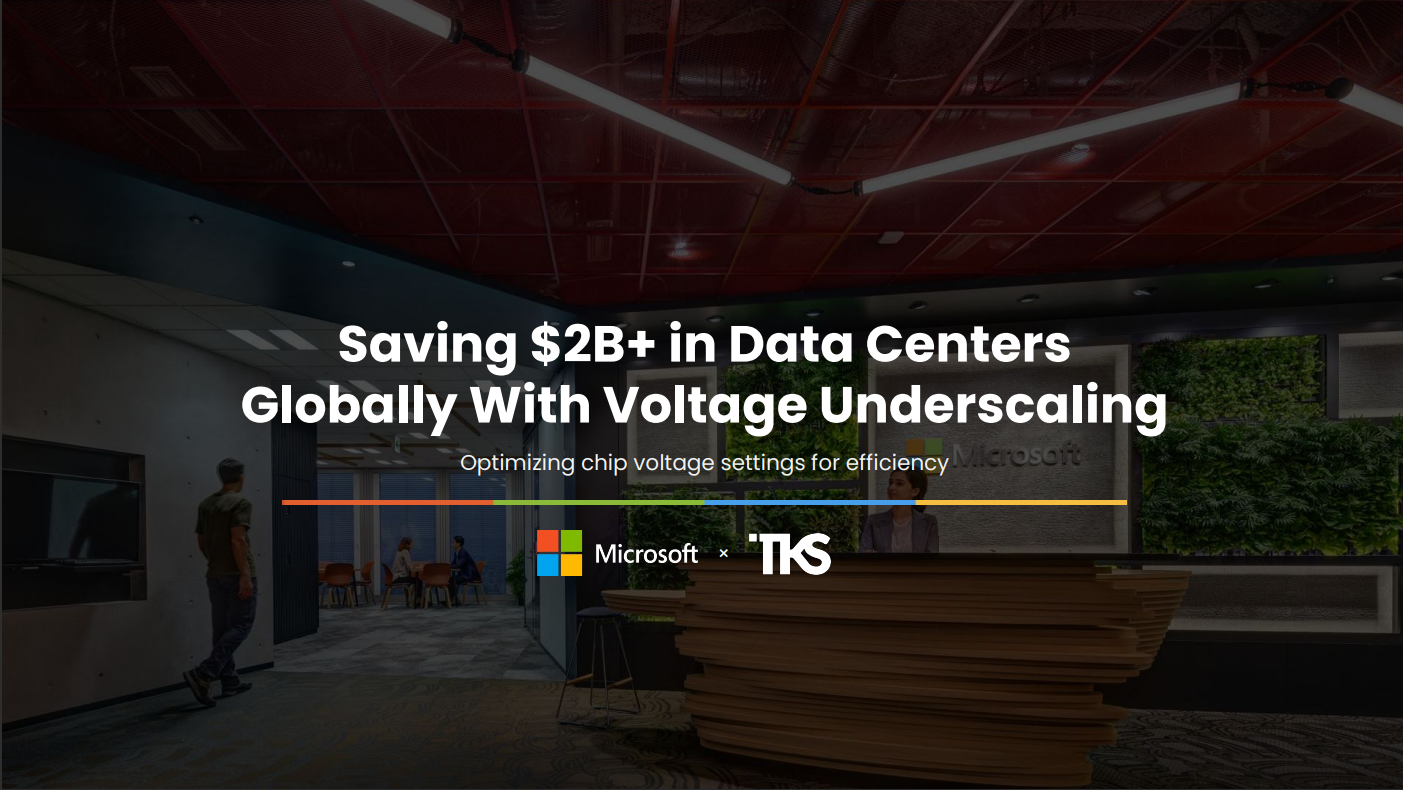 Saving $2B+ in Data Centers
Globally With Voltage Underscaling
Microsoft
Optimizing chip voltage settings for efficiency
Microsoft × TKS